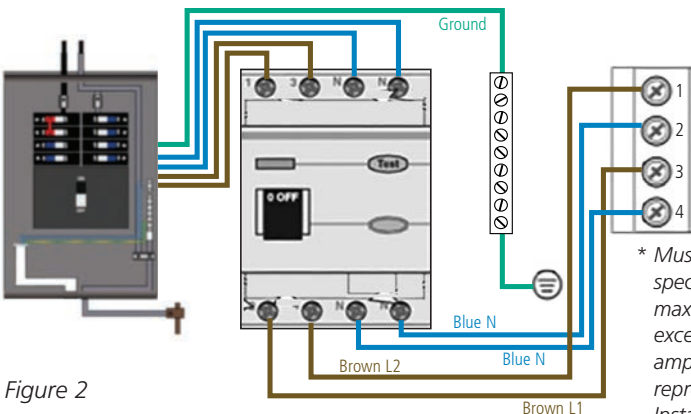 Ground
1 3 N N
Test
0 OFF
N N
Blue N
Blue N
Brown L2
Brown L1
1
2
3
4
* Mus
spec
max
exce
amp
repr
Insta
Figure 2